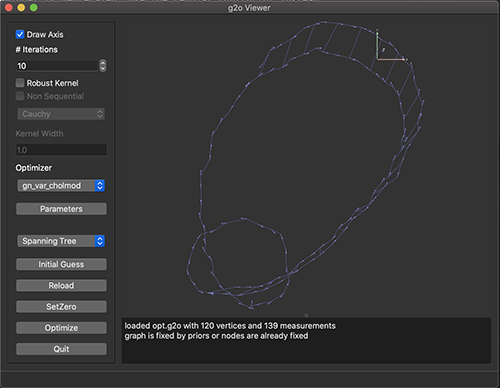 g2o Viewer
Draw Axis
# Iterations
10
Robust Kernel
Non Sequential
Cauchy
Kernel Width
1.0
Optimizer
gn_var_cholmod
Parameters
Spanning Tree
Initial Guess
Reload
SetZero
Optimize
Quit
loaded opt.g2o with 120 vertices and 139 measurements
graph is fixed by priors or nodes are already fixed